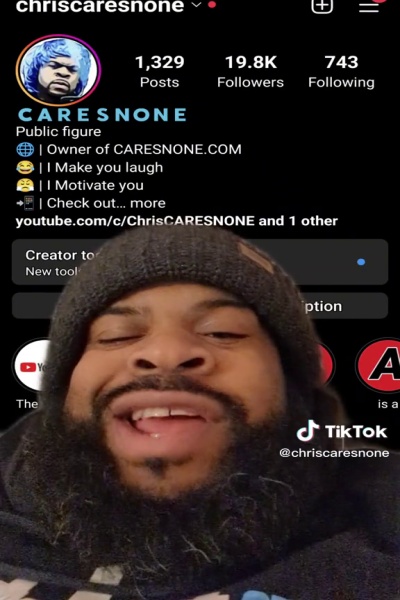 chriscaresnone
1,329 19.8K 743
Posts Followers Following
CARESNONE
Public figure
🌐 | Owner of CARESNONE.COM
😂 | I Make you laugh
😤 | I Motivate you
📲 | Check out... more
youtube.com/c/ChrisCARESNONE and 1 other
Creator to
New tool
iption
Y
A
The
is a
TikTok
@chriscaresnone